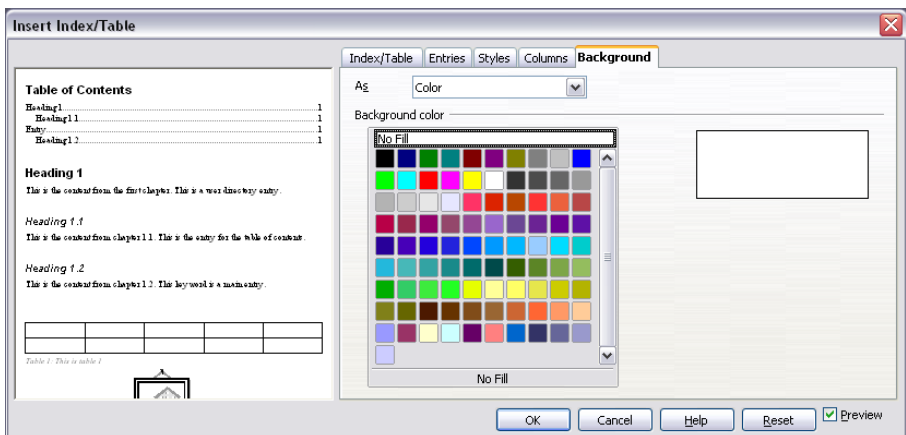 Insert Index/Table
Index/Table Entries Styles Columns Background
Table of Contents
Heading1 1
Heading1.1 1
Entry 1
Heading1.2 1
Heading 1
This is the content from the first chapter. This is a user directory entry.
Heading 1.1
This is the content from chapter 1.1. This is the entry for the table of contents.
Heading 1.2
This is the content from chapter 1.2. This keyword is a main entry.
Table 1: This is table 1
As Color
Background color
No Fill
No Fill
OK Cancel Help Reset Preview